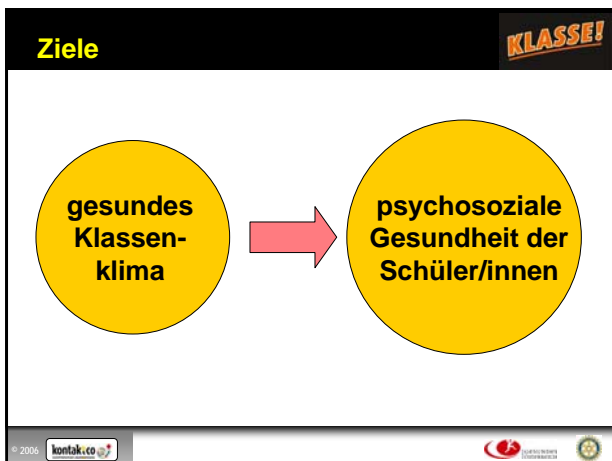 Ziele
KLASSE!
gesundes
Klassen-
klima
psychosoziale
Gesundheit der
Schüler/innen
© 2006
kontakt.co